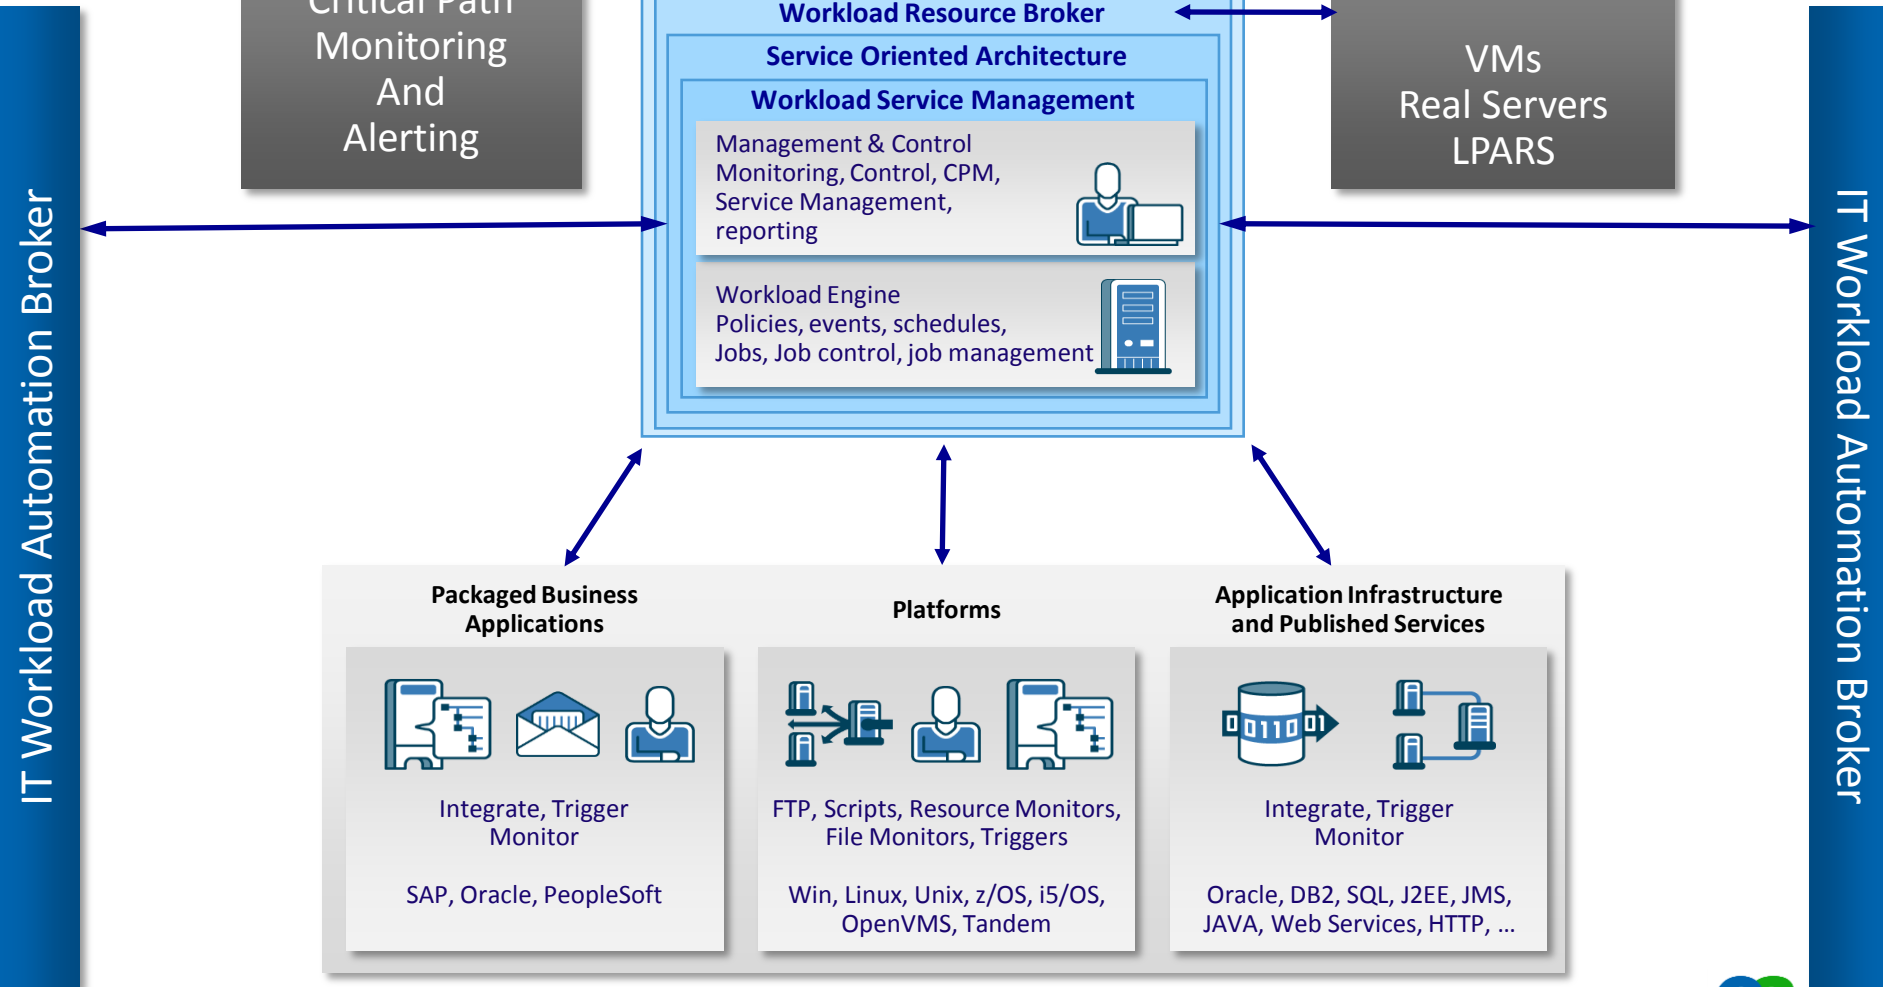 IT Workload Automation Broker
Critical Path
Monitoring
And
Alerting
Workload Resource Broker
Service Oriented Architecture
Workload Service Management
Management & Control
Monitoring, Control, CPM,
Service Management,
reporting
Workload Engine
Policies, events, schedules,
Jobs, Job control, job management
VMs
Real Servers
LPARS
IT Workload Automation Broker
Packaged Business
Applications
Integrate, Trigger
Monitor
SAP, Oracle, PeopleSoft
Platforms
FTP, Scripts, Resource Monitors,
File Monitors, Triggers
Win, Linux, Unix, z/OS, i5/OS,
OpenVMS, Tandem
Application Infrastructure
and Published Services
0110 01
Integrate, Trigger
Monitor
Oracle, DB2, SQL, J2EE, JMS,
JAVA, Web Services, HTTP, ...